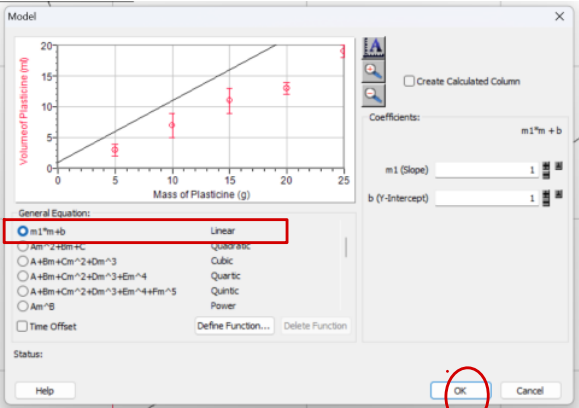 Model
20
15
10
5
0
Volumeof Plasticine (ml)
0 5 10 15 20 25
Mass of Plasticine (g)
A
Create Calculated Column
Coefficients:
m1*m + b
m1 (Slope) 1
b (Y-Intercept) 1
General Equation:
m1*m+b Linear
Am^2+Bm+C Quadratic
A+Bm+Cm^2+Dm^3 Cubic
A+Bm+Cm^2+Dm^3+Em^4 Quartic
A+Bm+Cm^2+Dm^3+Em^4+Fm^5 Quintic
Am^B Power
Time Offset Define Function... Delete Function
Status:
Help OK Cancel